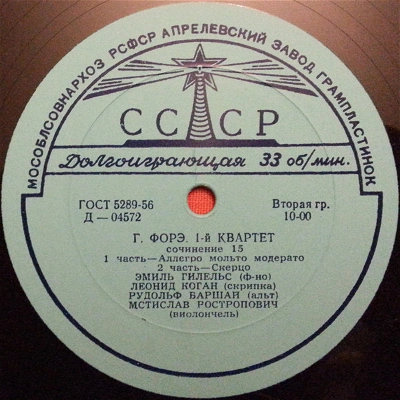 МОСОБЛСОВНАРХОЗ РСФСР АПРЕЛЕВСКИЙ ЗАВОД ГРАМПЛАСТИНОК
СССР
Долгоиграющая 33 об/мин.
ГОСТ 5289-56
Д — 04572
Вторая гр.
10-00
Г. ФОРЭ. 1-й КВАРТЕТ
сочинение 15
1 часть—Аллегро мольто модерато
2 часть—Скерцо
ЭМИЛЬ ГИЛЕЛЬС (ф-но)
ЛЕОНИД КОГАН (скрипка)
РУДОЛЬФ БАРШАЙ (альт)
МСТИСЛАВ РОСТРОПОВИЧ
(виолончель)